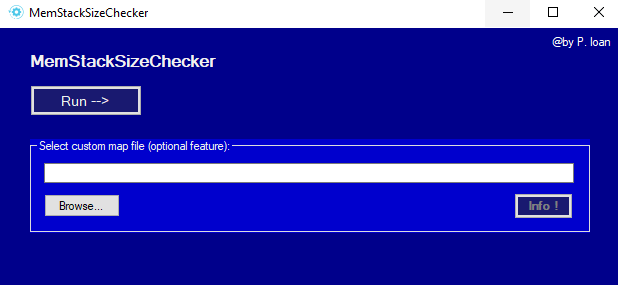 MemStackSizeChecker
@by P. Ioan
MemStackSizeChecker
Run -->
Select custom map file (optional feature):
Browse...
Info !